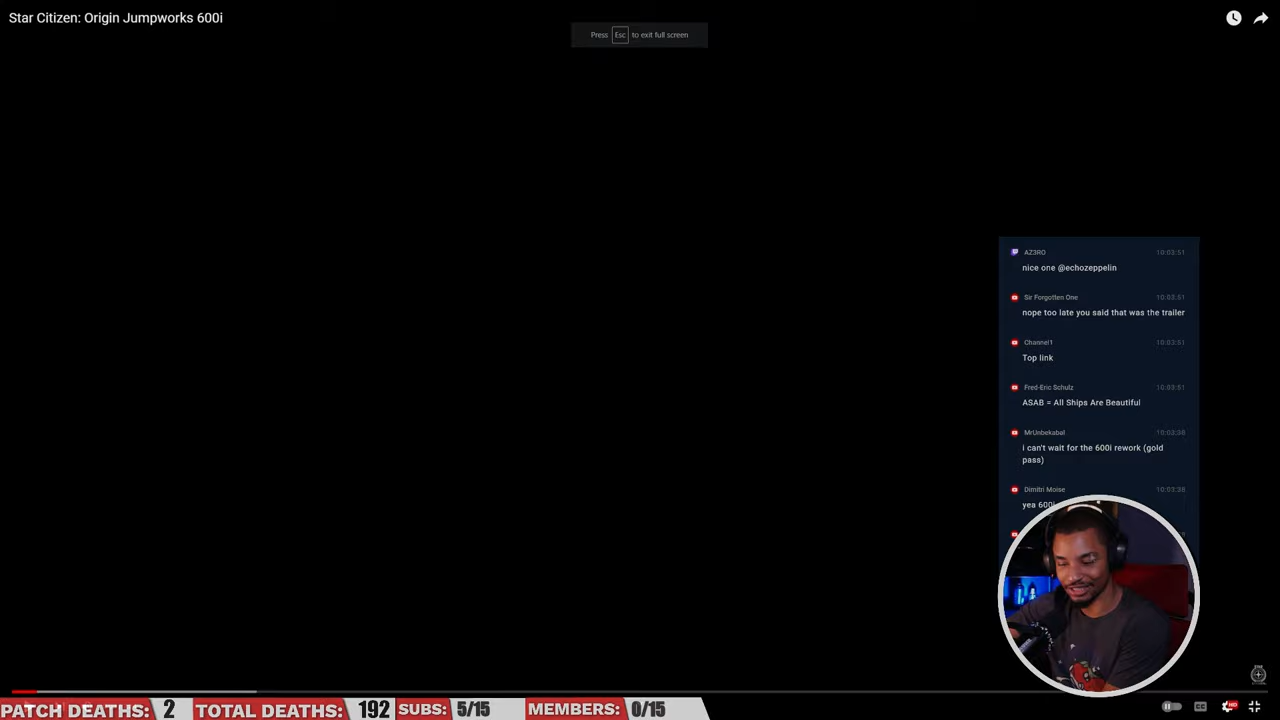 Star Citizen: Origin Jumpworks 600i
Press Esc to exit full screen
AZ3RO 10:03:51
nice one @echozeppelin
Sir Forgotten One 10:03:51
nope too late you said that was the trailer
Channel1 10:03:51
Top link
Fred-Eric Schulz 10:03:51
ASAB = All Ships Are Beautiful
MrUnbekabal 10:03:38
i can't wait for the 600i rework (gold
pass)
Dimitri Moise 10:03:38
yea 600i
PATCH DEATHS: 2 TOTAL DEATHS: 192 SUBS: 5/15 MEMBERS: 0/15
CC HD